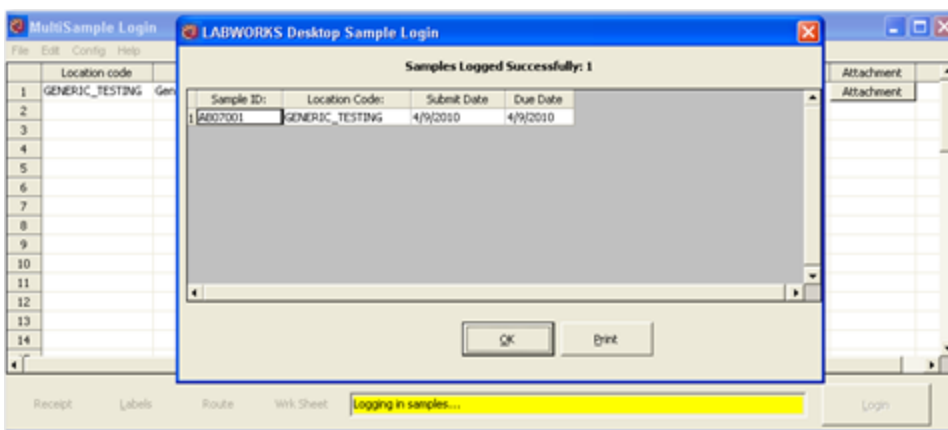 MultiSample Login
LABWORKS Desktop Sample Login
File Edit Config Help
Samples Logged Successfully: 1
Location code
Attachment
1 GENERIC_TESTING Gen
Attachment
Sample ID: Location Code: Submit Date Due Date
1 AB07001 GENERIC_TESTING 4/9/2010 4/9/2010
2
3
4
5
6
7
8
9
10
11
12
13
14
OK Print
Receipt Labels Route Wrk Sheet Logging in samples... Login